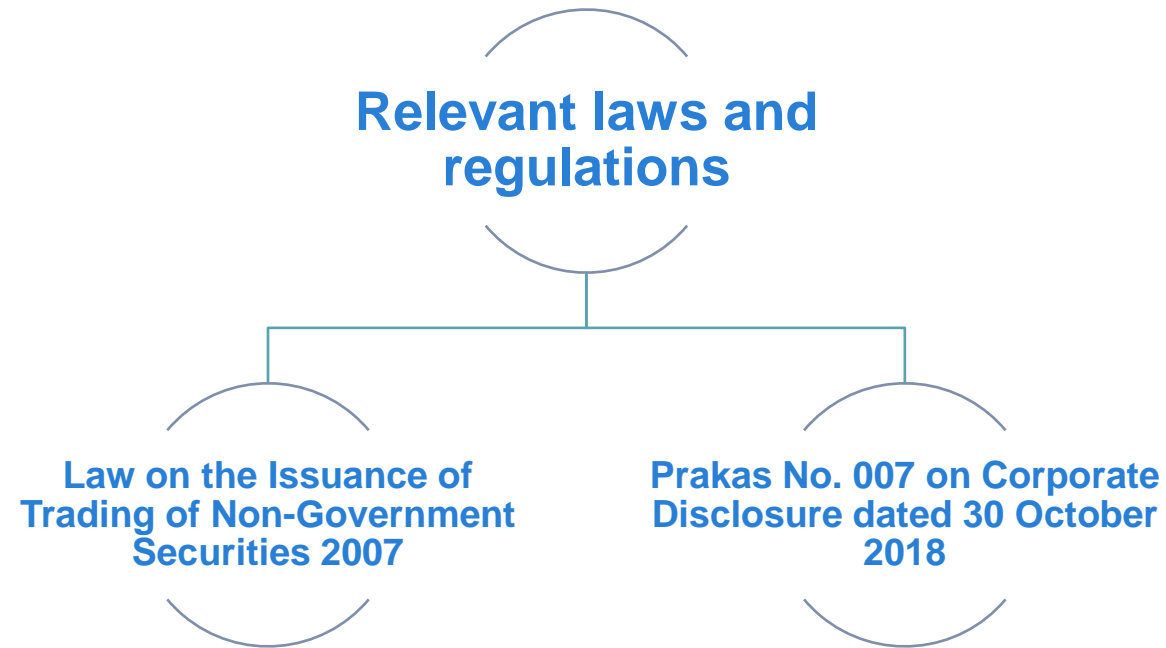 Relevant laws and
regulations
Law on the Issuance of
Trading of Non-Government
Securities 2007
Prakas No. 007 on Corporate
Disclosure dated 30 October
2018